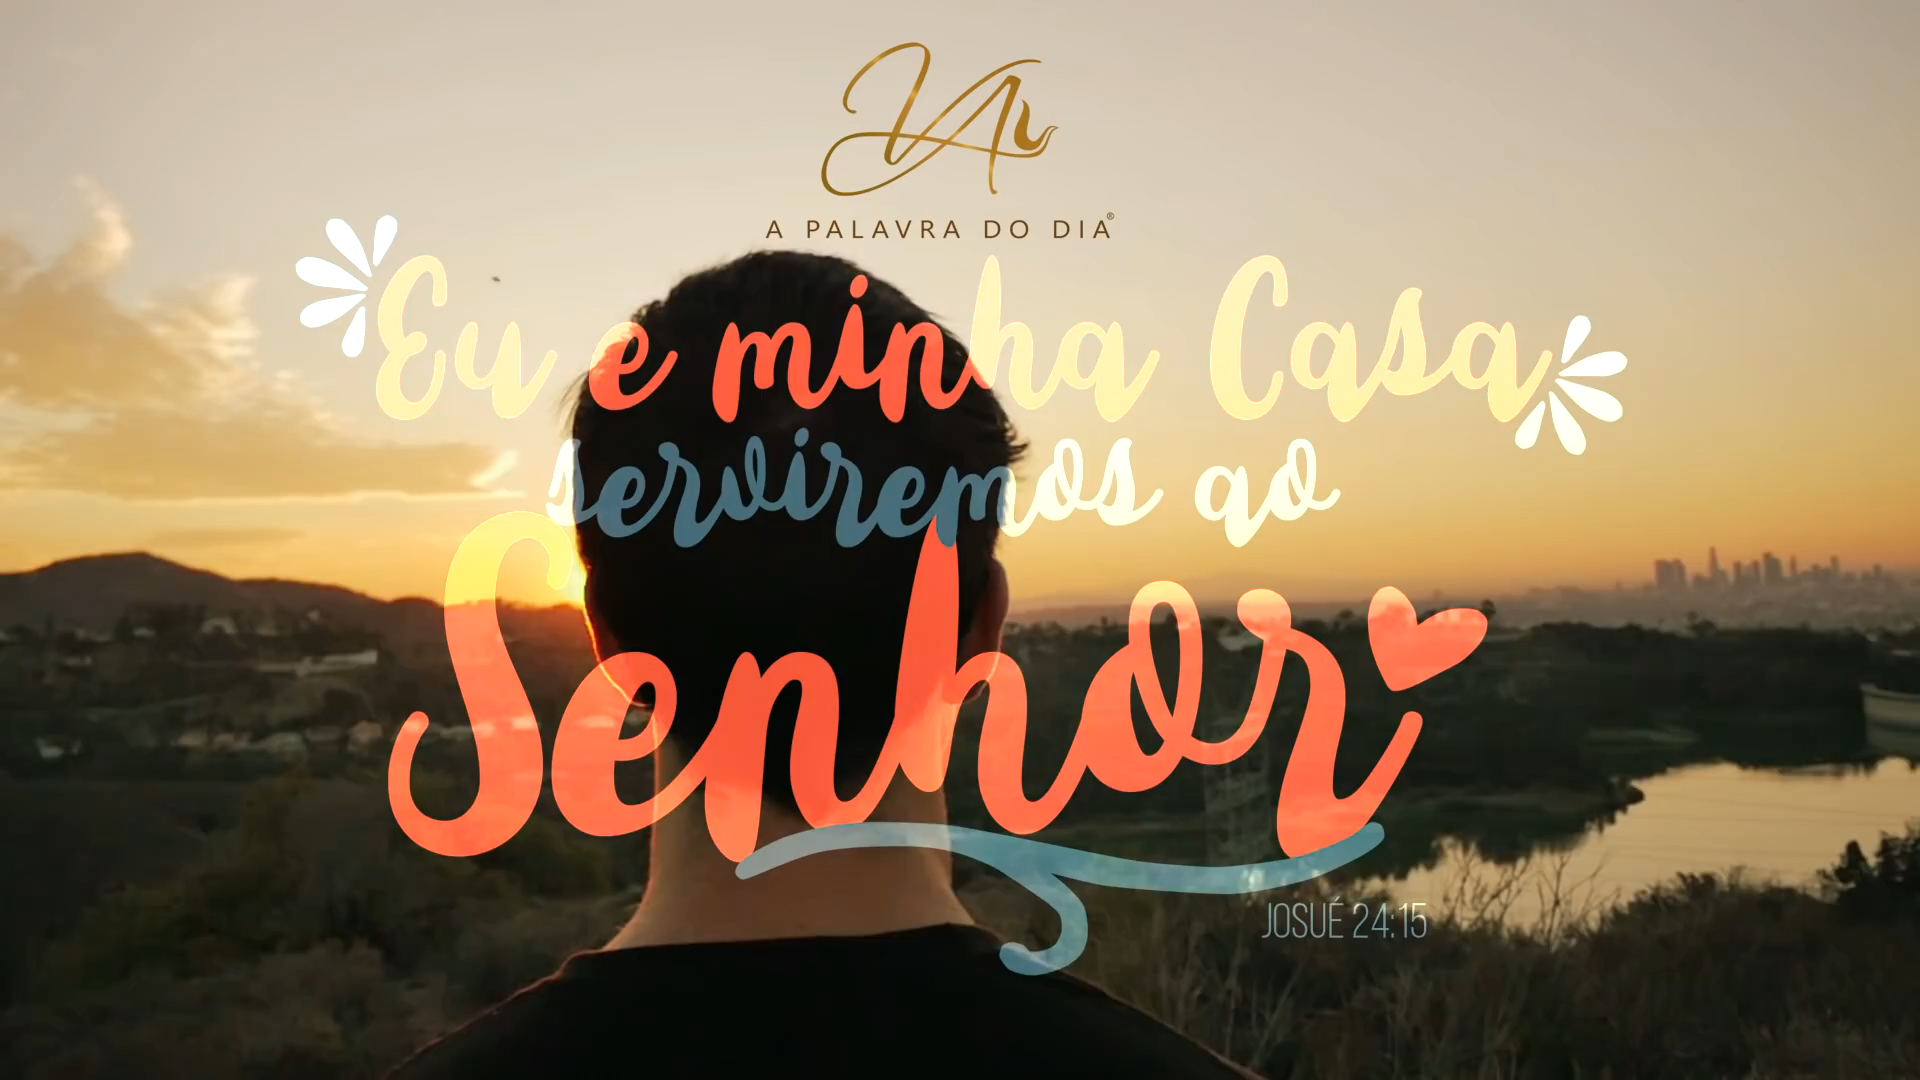 A PALAVRA DO DIA®
Eu e minha Casa
serviremos ao
Senhor
JOSUÉ 24:15